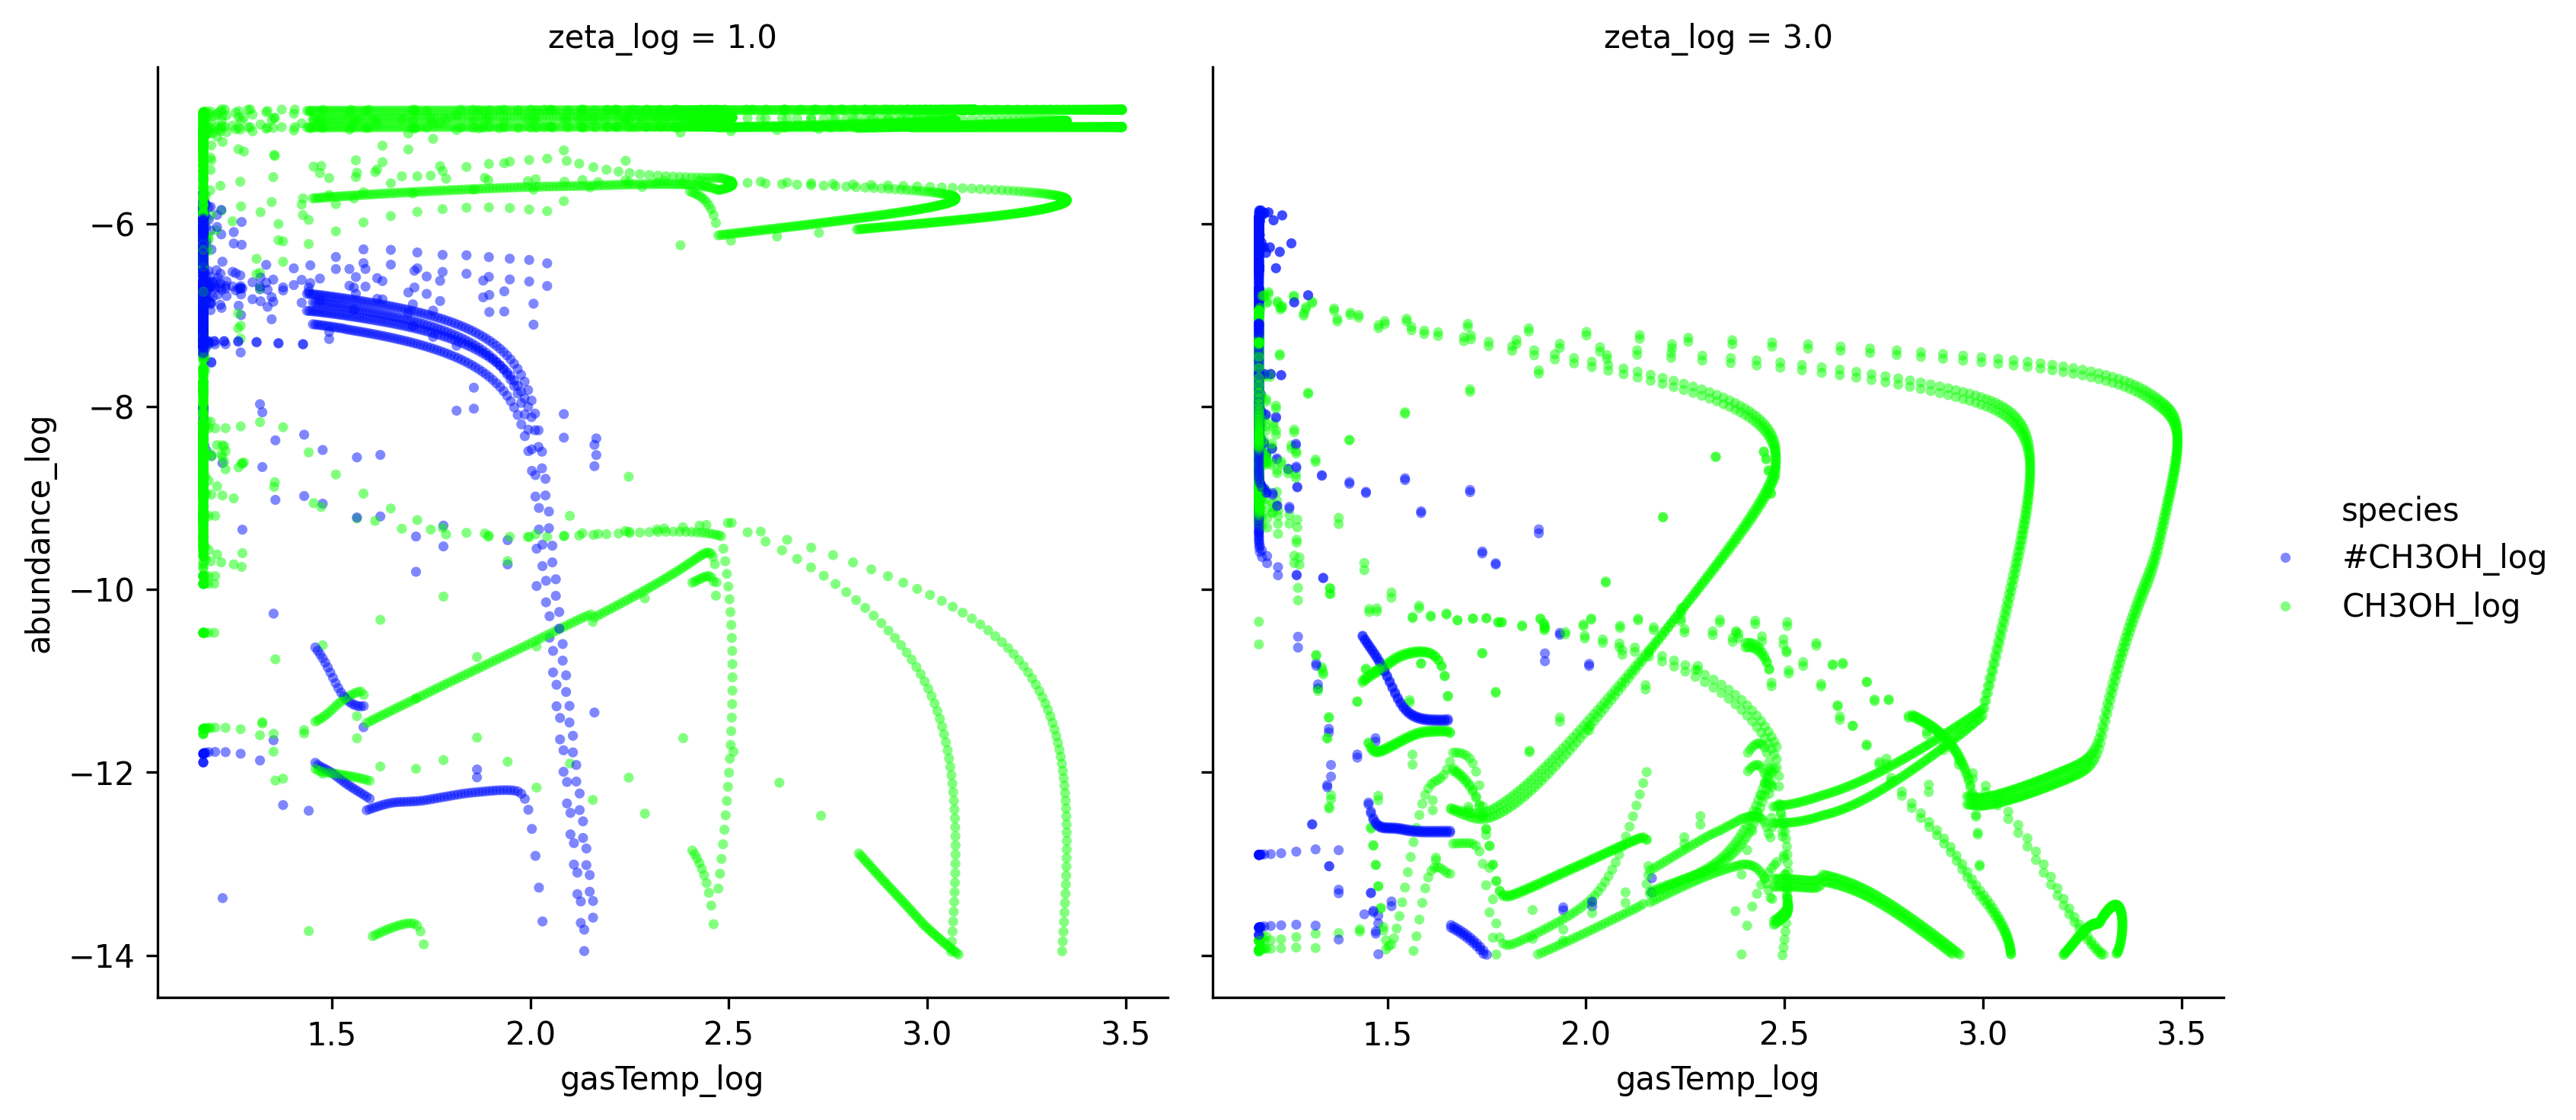 zeta_log = 1.0
zeta_log = 3.0
abundance_log
−6
−8
−10
−12
−14
1.5
2.0
2.5
3.0
3.5
gasTemp_log
1.5
2.0
2.5
3.0
3.5
gasTemp_log
species
#CH3OH_log
CH3OH_log